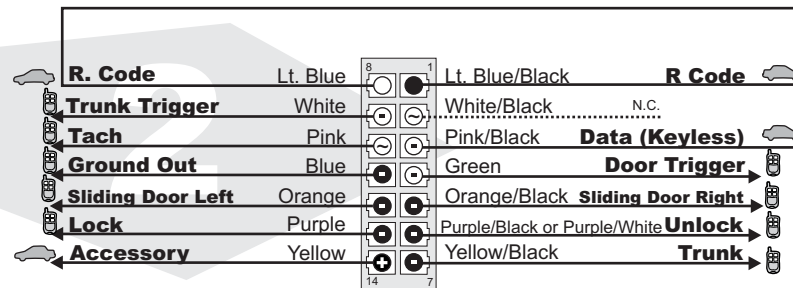 8 1
R. Code Lt. Blue Lt. Blue/Black R Code
Trunk Trigger White White/Black N.C.
Tach Pink Pink/Black Data (Keyless)
Ground Out Blue Green Door Trigger
Sliding Door Left Orange Orange/Black Sliding Door Right
Lock Purple Purple/Black or Purple/White Unlock
Accessory Yellow Yellow/Black Trunk
14 7
2